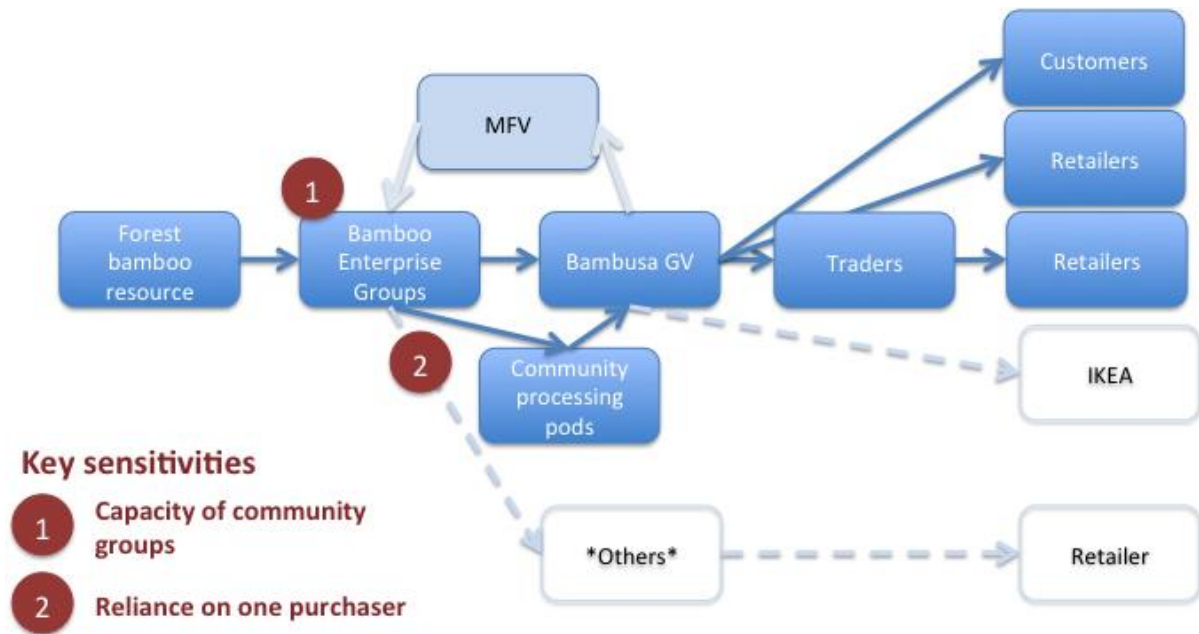 Customers
MFV
Retailers
1
Forest
bamboo
resource
Bamboo
Enterprise
Groups
Bambusa GV
Traders
Retailers
2
Community
processing
pods
IKEA
Key sensitivities
1
Capacity of community
groups
*Others*
Retailer
2
Reliance on one purchaser